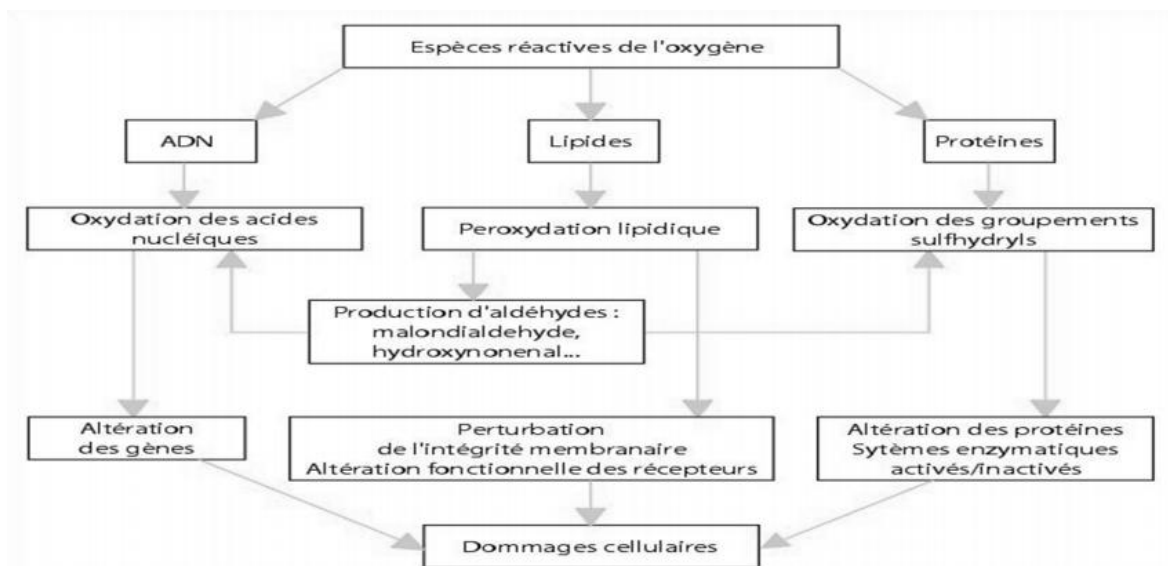 Espèces réactives de l'oxygène
ADN
Lipides
Protéines
Oxydation des acides
nucléiques
Peroxydation lipidique
Oxydation des groupements
sulfhydryls
Production d'aldéhydes :
malondialdehyde,
hydroxynonenal...
Altération
des gènes
Perturbation
de l'intégrité membranaire
Altération fonctionnelle des récepteurs
Altération des protéines
Sytèmes enzymatiques
activés/inactivés
Dommages cellulaires